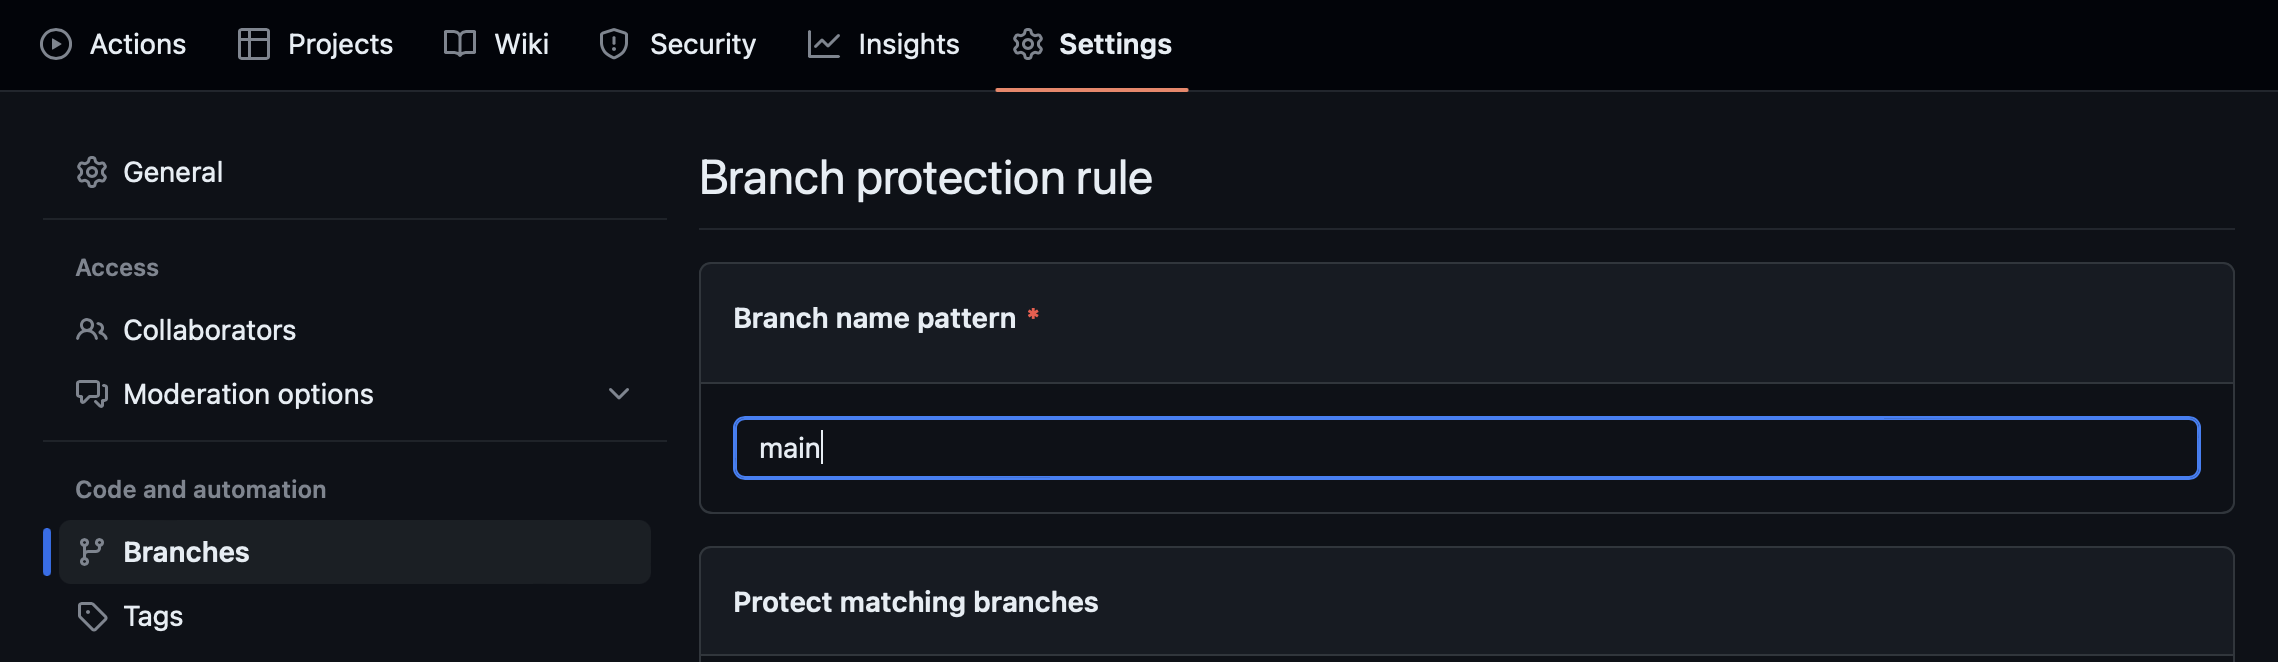 Actions Projects Wiki Security Insights Settings
General
Access
Collaborators
Moderation options
Code and automation
Branches
Tags
Branch protection rule
Branch name pattern *
main
Protect matching branches